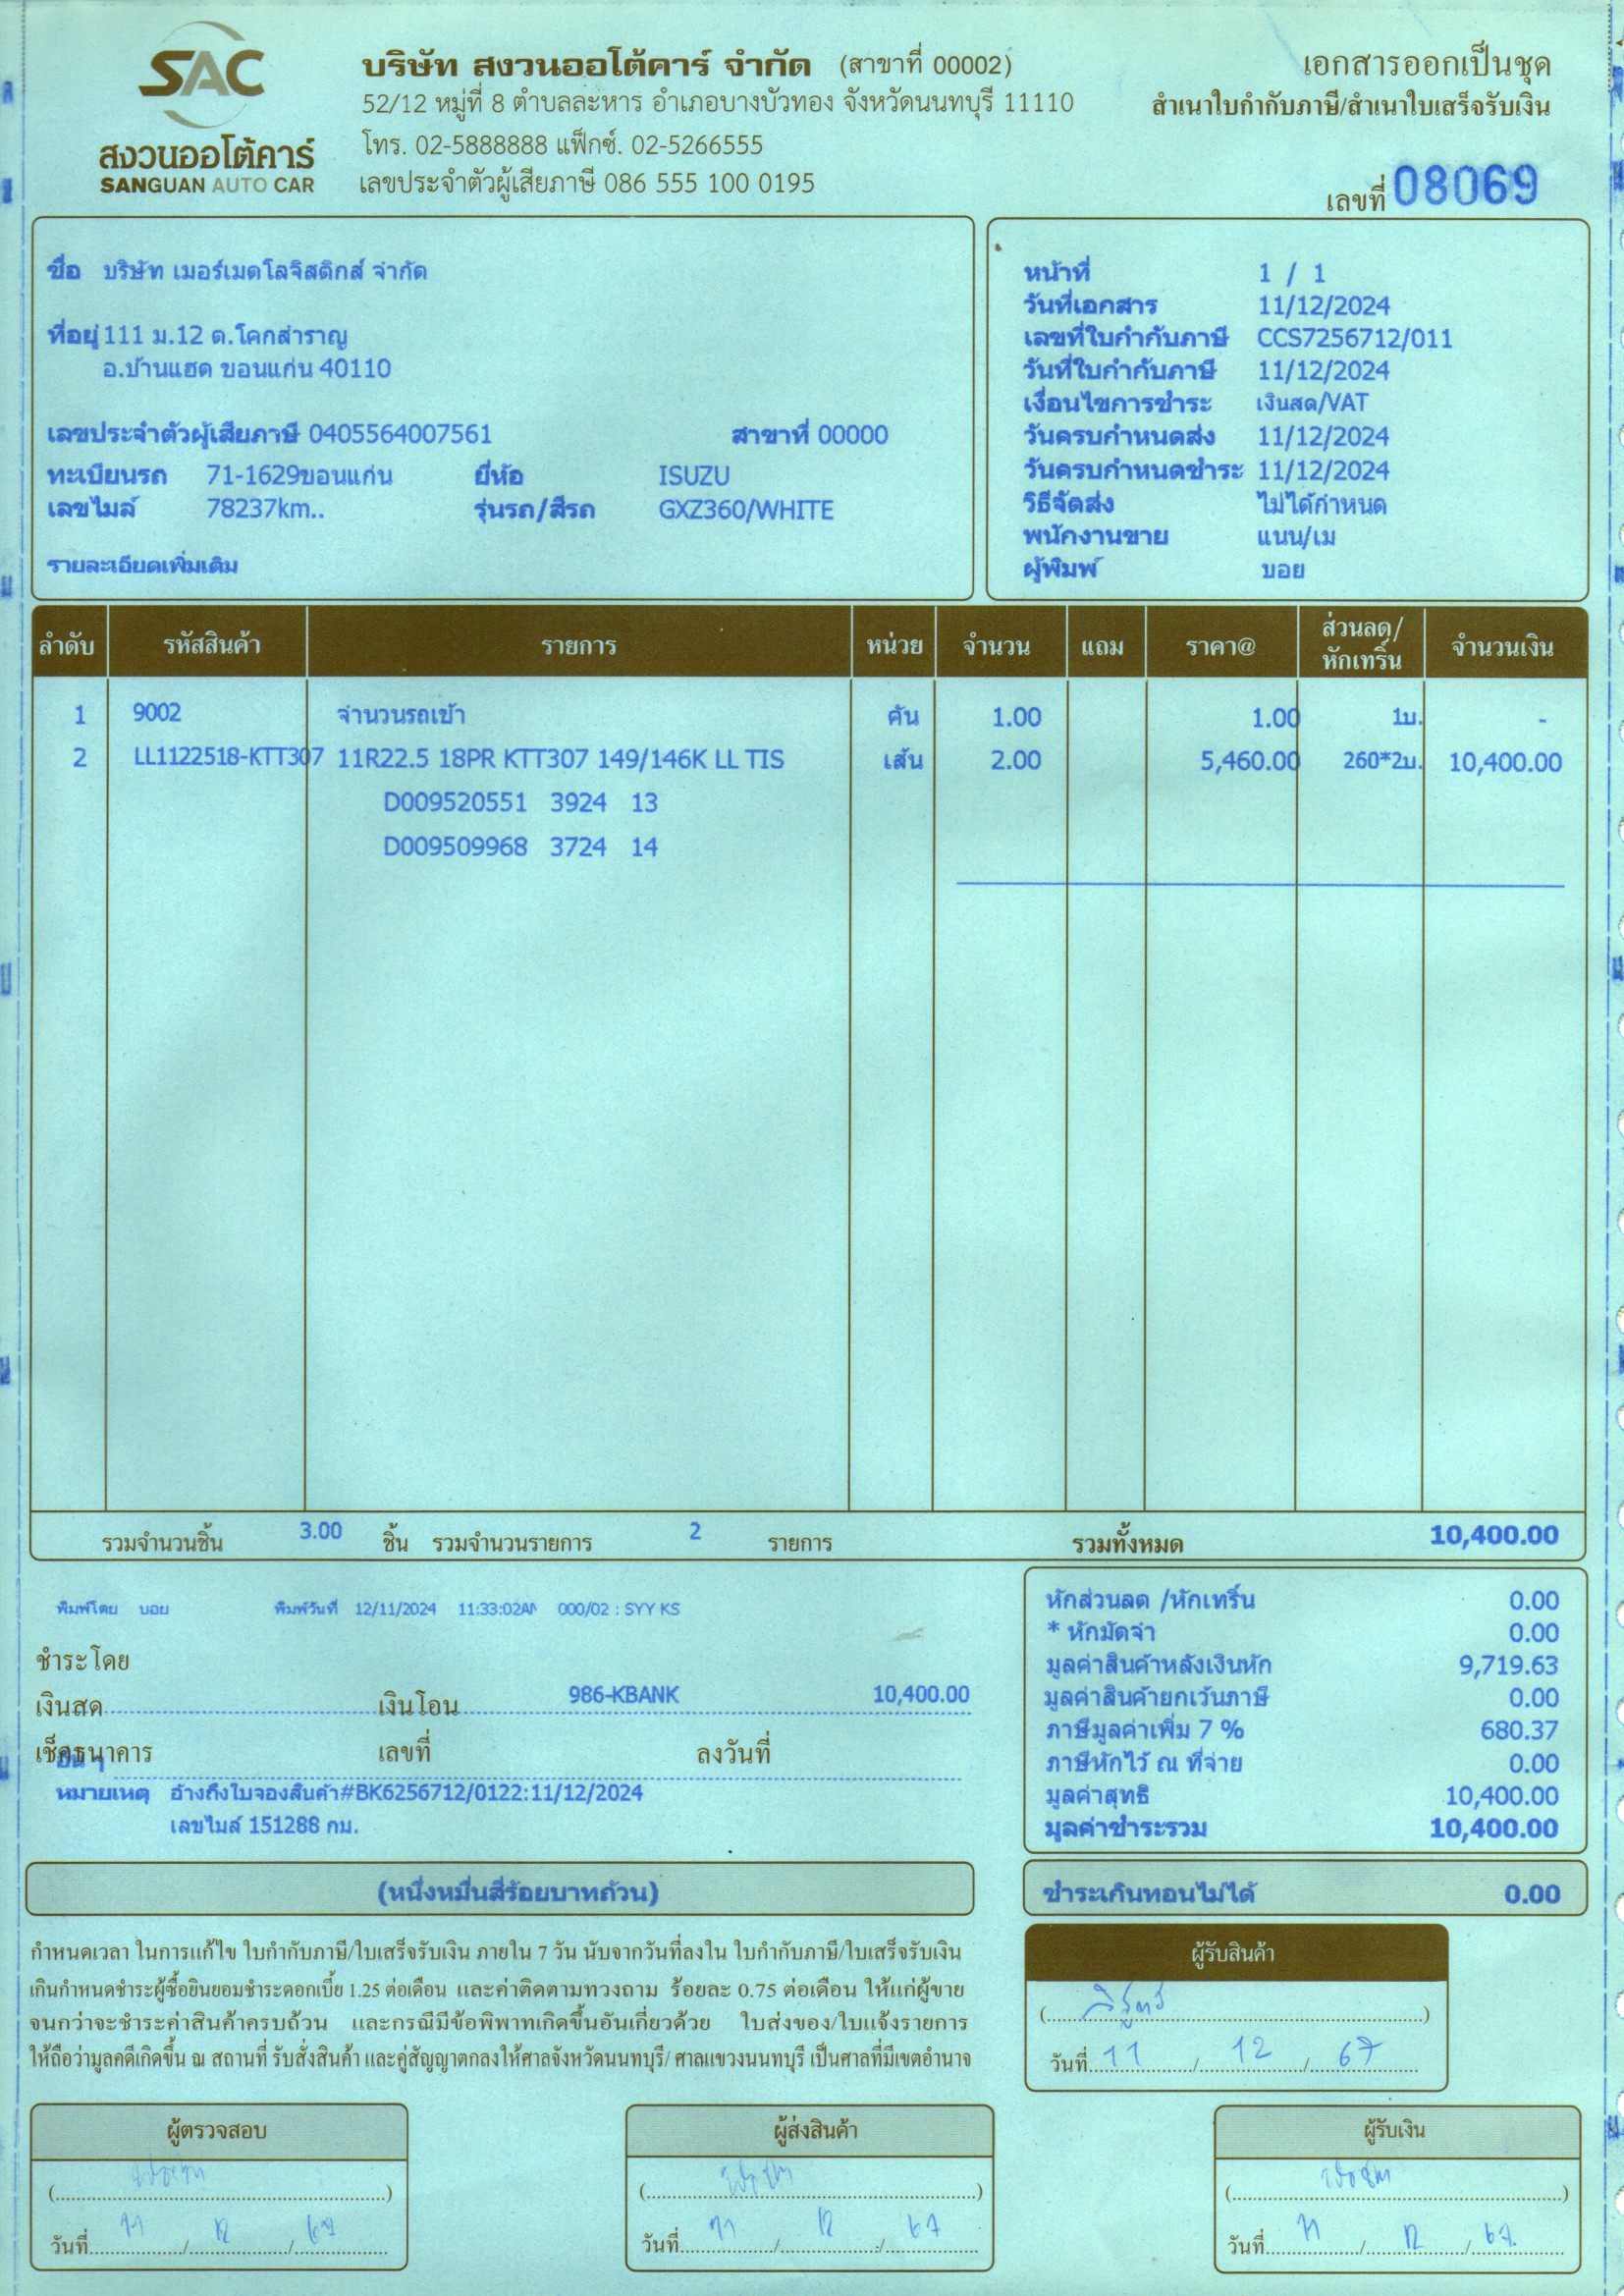 SAC
สงวนออโต้คาร์
SANGUAN AUTO CAR
บริษัท สงวนออโต้คาร์ จำกัด (สาขาที่ 00002)
52/12 หมู่ที่ 8 ตำบลละหาร อำเภอบางบัวทอง จังหวัดนนทบุรี 11110
โทร. 02-5888888 แฟ็กซ์. 02-5266555
เลขประจำตัวผู้เสียภาษี 086 555 100 0195
เอกสารออกเป็นชุด
สำเนาใบกำกับภาษี/สำเนาใบเสร็จรับเงิน
เลขที่ 08069
ชื่อ บริษัท เมอร์เมดโลจิสติกส์ จำกัด
ที่อยู่ 111 ม.12 ต.โคกสำราญ
อ.บ้านแฮด ขอนแก่น 40110
เลขประจำตัวผู้เสียภาษี 0405564007561 สาขาที่ 00000
ทะเบียนรถ 71-1629ขอนแก่น ยี่ห้อ ISUZU
เลขไมล์ 78237km.. รุ่นรถ/สีรถ GXZ360/WHITE
รายละเอียดเพิ่มเติม
หน้าที่ 1 / 1
วันที่เอกสาร 11/12/2024
เลขที่ใบกำกับภาษี CCS7256712/011
วันที่ใบกำกับภาษี 11/12/2024
เงื่อนไขการชำระ เงินสด/VAT
วันครบกำหนดส่ง 11/12/2024
วันครบกำหนดชำระ 11/12/2024
วิธีจัดส่ง ไม่ได้กำหนด
พนักงานขาย แนน/เม
ผู้พิมพ์ บอย
ลำดับ รหัสสินค้า รายการ หน่วย จำนวน แถม ราคา@ ส่วนลด/หักเทริ์น จำนวนเงิน
1 9002 จำนวนรถเข้า คัน 1.00 1.00 1บ. -
2 LL1122518-KTT307 11R22.5 18PR KTT307 149/146K LL TIS เส้น 2.00 5,460.00 260*2บ. 10,400.00
D009520551 3924 13
D009509968 3724 14
รวมจำนวนชิ้น 3.00 ชิ้น รวมจำนวนรายการ 2 รายการ รวมทั้งหมด 10,400.00
พิมพ์โดย บอย พิมพ์วันที่ 12/11/2024 11:33:02AM 000/02 : SYY KS
ชำระโดย
เงินสด เงินโอน 986-KBANK 10,400.00
เช็คธนาคาร เลขที่ ลงวันที่
อื่น ๆ
หมายเหตุ อ้างถึงใบจองสินค้า#BK6256712/0122:11/12/2024
เลขไมล์ 151288 กม.
หักส่วนลด /หักเทริ์น 0.00
* หักมัดจำ 0.00
มูลค่าสินค้าหลังเงินหัก 9,719.63
มูลค่าสินค้ายกเว้นภาษี 0.00
ภาษีมูลค่าเพิ่ม 7 % 680.37
ภาษีหักไว้ ณ ที่จ่าย 0.00
มูลค่าสุทธิ 10,400.00
มูลค่าชำระรวม 10,400.00
(หนึ่งหมื่นสี่ร้อยบาทถ้วน)
ชำระเกินทอนไม่ได้ 0.00
กำหนดเวลา ในการแก้ไข ใบกำกับภาษี/ใบเสร็จรับเงิน ภายใน 7 วัน นับจากวันที่ลงใน ใบกำกับภาษี/ใบเสร็จรับเงิน
เกินกำหนดชำระผู้ซื้อยินยอมชำระดอกเบี้ย 1.25 ต่อเดือน และค่าติดตามทวงถาม ร้อยละ 0.75 ต่อเดือน ให้แก่ผู้ขาย
จนกว่าจะชำระค่าสินค้าครบถ้วน และกรณีมีข้อพิพาทเกิดขึ้นอันเกี่ยวด้วย ใบส่งของ/ใบแจ้งรายการ
ให้ถือว่ามูลคดีเกิดขึ้น ณ สถานที่ รับสั่งสินค้า และคู่สัญญาตกลงให้ศาลจังหวัดนนทบุรี/ ศาลแขวงนนทบุรี เป็นศาลที่มีเขตอำนาจ
ผู้รับสินค้า
วันที่ 11 / 12 / 67
ผู้ตรวจสอบ
วันที่ 11 / 12 / 67
ผู้ส่งสินค้า
วันที่ 11 / 12 / 67
ผู้รับเงิน
วันที่ 11 / 12 / 67